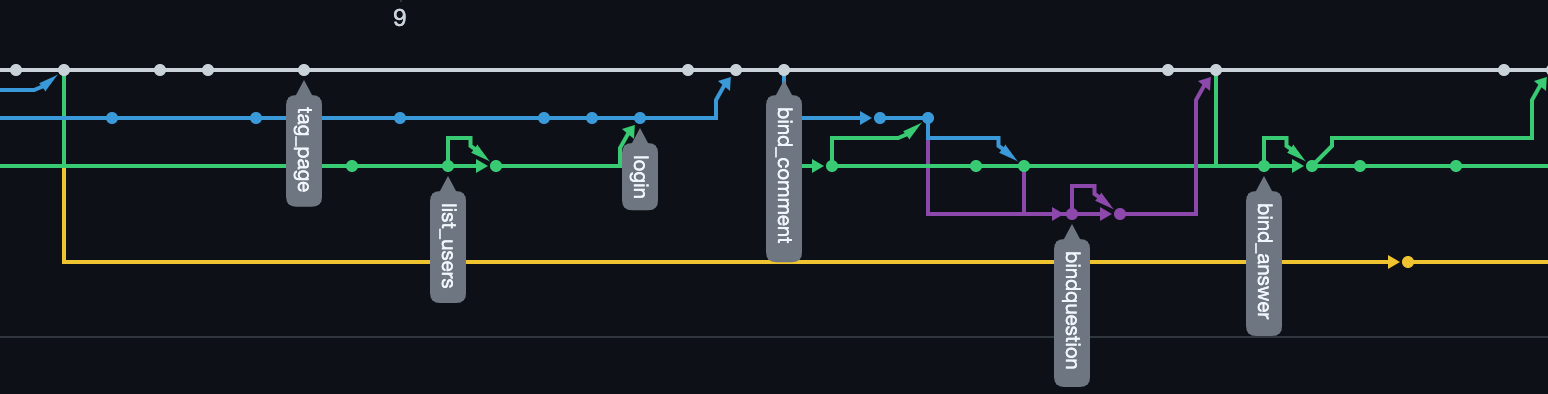 9
tag_page
list_users
login
bind_comment
bindquestion
bind_answer